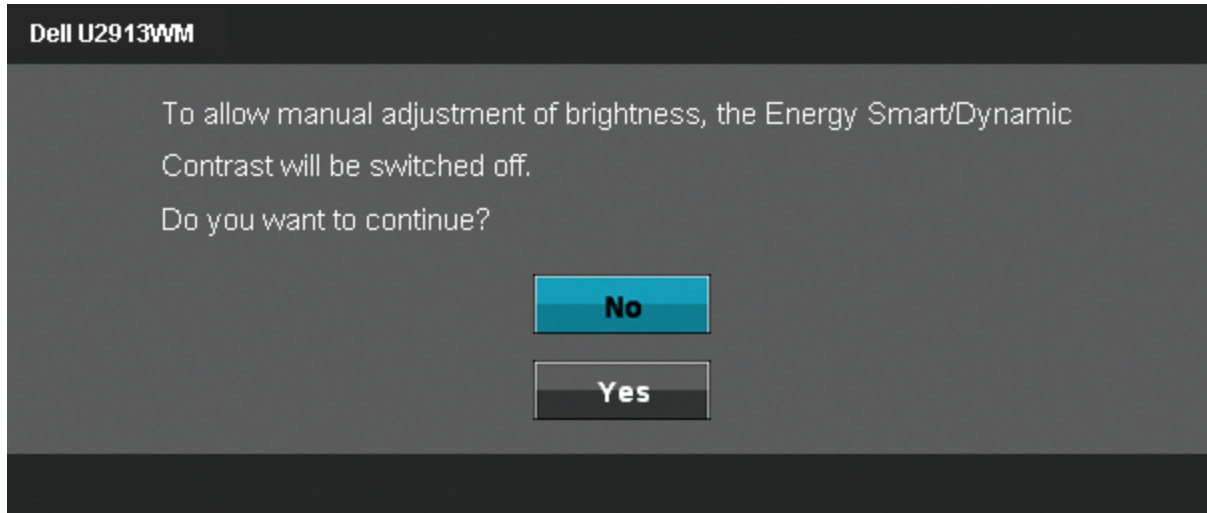 Dell U2913WM
To allow manual adjustment of brightness, the Energy Smart/Dynamic
Contrast will be switched off.
Do you want to continue?
No
Yes